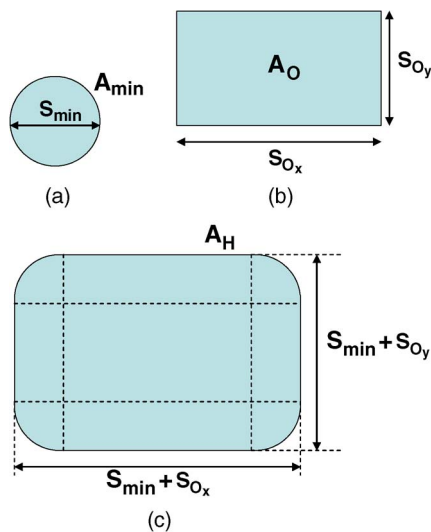 A_min
S_min
(a)
A_O
S_Oy
S_Ox
(b)
A_H
S_min + S_Oy
S_min + S_Ox
(c)